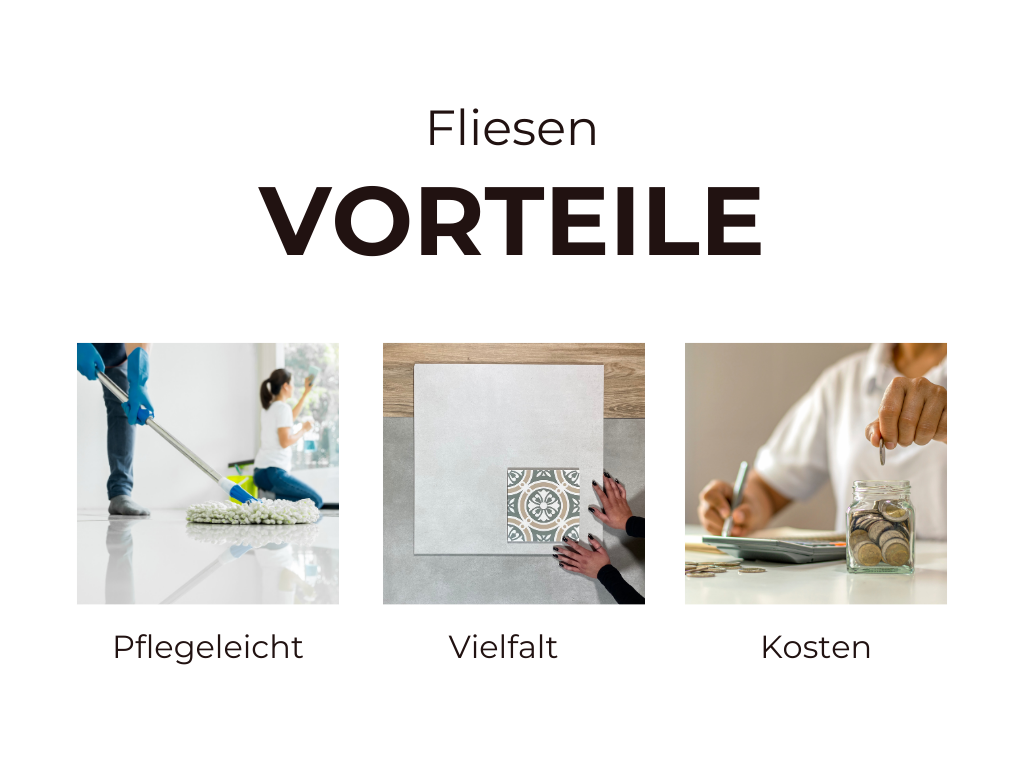 Fliesen
VORTEILE
Pflegeleicht
Vielfalt
Kosten